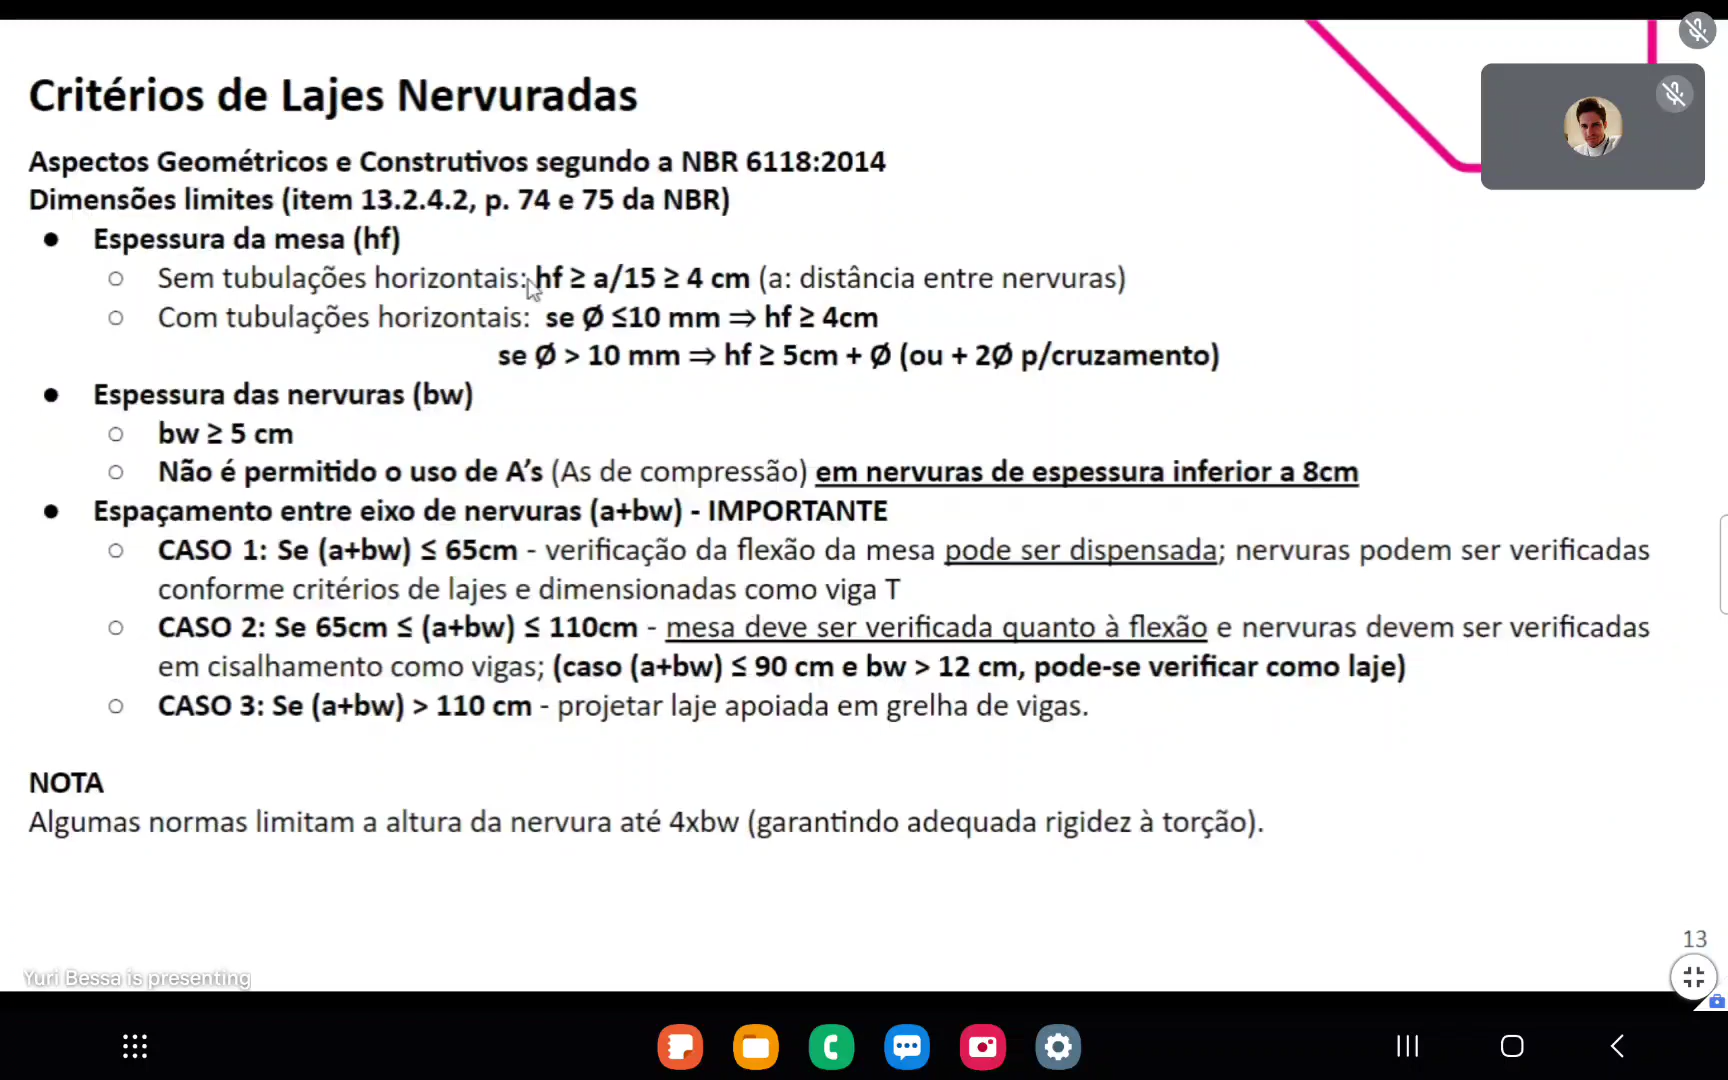 Critérios de Lajes Nervuradas
Aspectos Geométricos e Construtivos segundo a NBR 6118:2014
Dimensões limites (item 13.2.4.2, p. 74 e 75 da NBR)
● Espessura da mesa (hf)
○ Sem tubulações horizontais: hf ≥ a/15 ≥ 4 cm (a: distância entre nervuras)
○ Com tubulações horizontais: se Ø ≤10 mm ⇒ hf ≥ 4cm
se Ø > 10 mm ⇒ hf ≥ 5cm + Ø (ou + 2Ø p/cruzamento)
● Espessura das nervuras (bw)
○ bw ≥ 5 cm
○ Não é permitido o uso de A’s (As de compressão) em nervuras de espessura inferior a 8cm
● Espaçamento entre eixo de nervuras (a+bw) - IMPORTANTE
○ CASO 1: Se (a+bw) ≤ 65cm - verificação da flexão da mesa pode ser dispensada; nervuras podem ser verificadas
conforme critérios de lajes e dimensionadas como viga T
○ CASO 2: Se 65cm ≤ (a+bw) ≤ 110cm - mesa deve ser verificada quanto à flexão e nervuras devem ser verificadas
em cisalhamento como vigas; (caso (a+bw) ≤ 90 cm e bw > 12 cm, pode-se verificar como laje)
○ CASO 3: Se (a+bw) > 110 cm - projetar laje apoiada em grelha de vigas.
NOTA
Algumas normas limitam a altura da nervura até 4xbw (garantindo adequada rigidez à torção).
13
Yuri Bessa is presenting